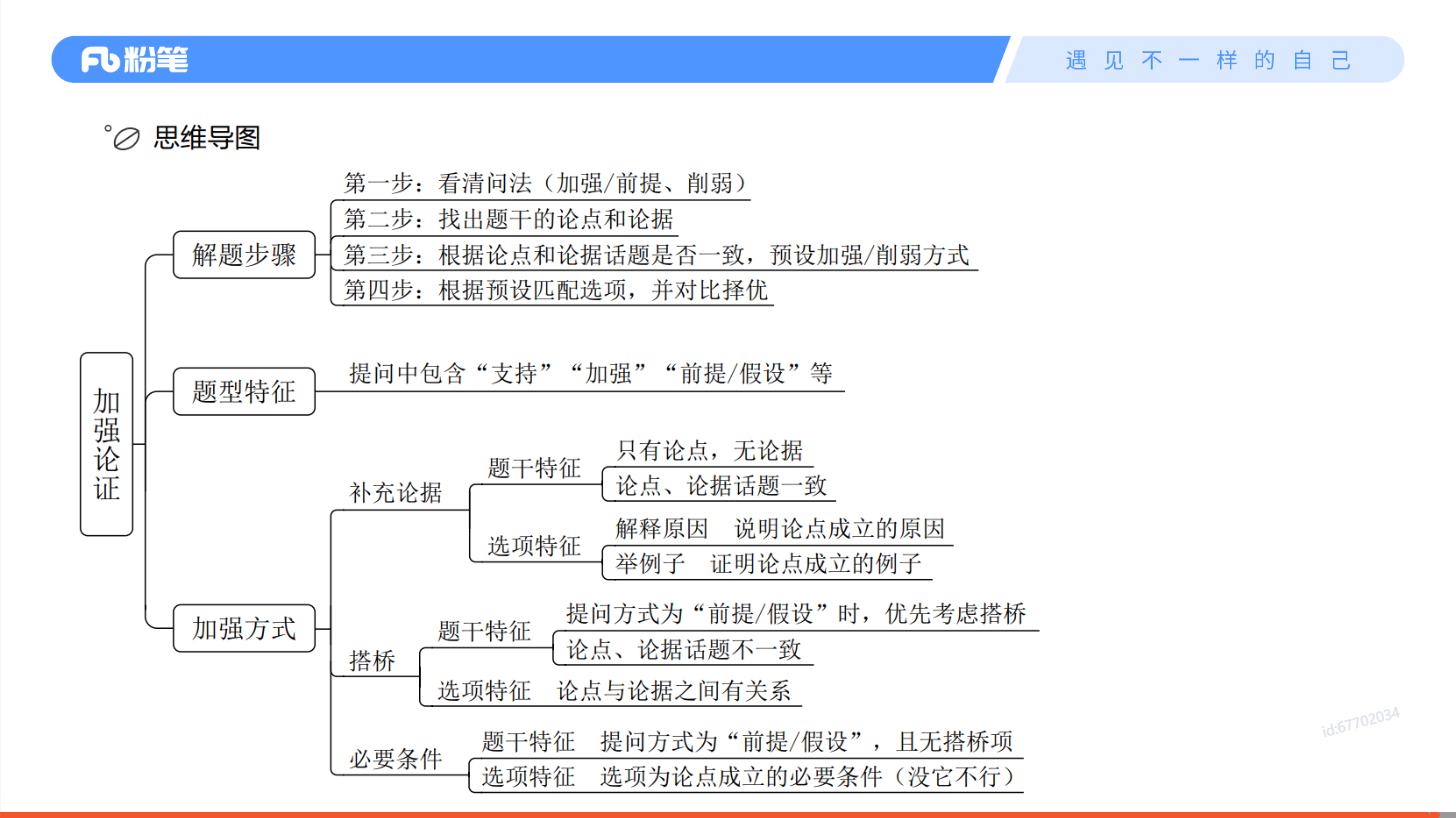 粉笔
遇见不一样的自己
思维导图
第一步：看清问法（加强/前提、削弱）
第二步：找出题干的论点和论据
解题步骤
第三步：根据论点和论据话题是否一致，预设加强/削弱方式
第四步：根据预设匹配选项，并对比择优
加强论证
题型特征
提问中包含“支持”“加强”“前提/假设”等
加强方式
补充论据
题干特征
只有论点，无论据
论点、论据话题一致
选项特征
解释原因 说明论点成立的原因
举例子 证明论点成立的例子
搭桥
题干特征
提问方式为“前提/假设”时，优先考虑搭桥
论点、论据话题不一致
选项特征 论点与论据之间有关系
必要条件
题干特征 提问方式为“前提/假设”，且无搭桥项
选项特征 选项为论点成立的必要条件（没它不行）
id:67702034